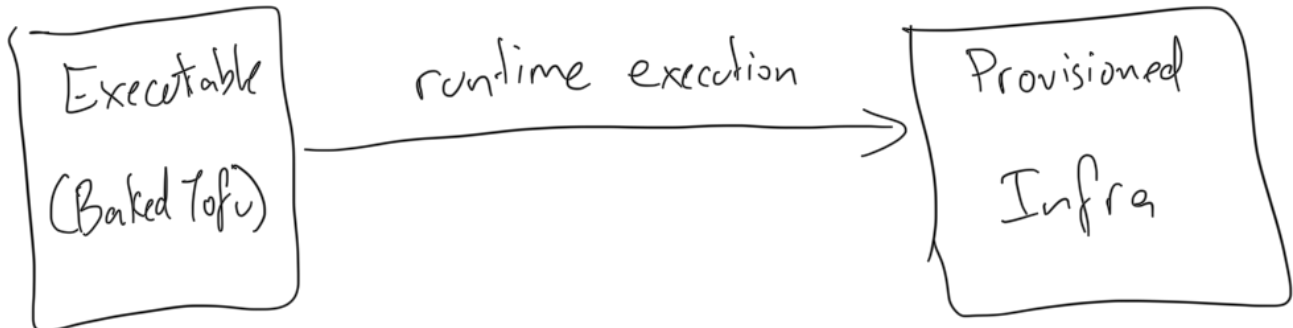 Executable
(Baked Tofu)
runtime execution
Provisioned
Infra